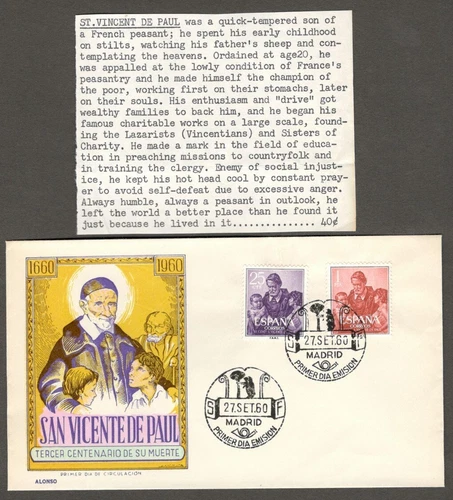 ST.VINCENT DE PAUL was a quick-tempered son of
a French peasant; he spent his early childhood
on stilts, watching his father's sheep and con-
templating the heavens. Ordained at age20, he
was appalled at the lowly condition of France's
peasantry and he made himself the champion of
the poor, working first on their stomachs, later
on their souls. His enthusiasm and "drive" got
wealthy families to back him, and he began his
famous charitable works on a large scale, found-
ing the Lazarists (Vincentians) and Sisters of
Charity. He made a mark in the field of educa-
tion in preaching missions to countryfolk and
in training the clergy. Enemy of social injust-
ice, he kept his hot head cool by constant pray-
er to avoid self-defeat due to excessive anger.
Always humble, always a peasant in outlook, he
left the world a better place than he found it
just because he lived in it............... 40¢
1660 1960
SAN VICENTE DE PAUL
TERCER CENTENARIO DE SU MUERTE
PRIMER DIA DE CIRCULACIÓN
ALONSO
25
ESPAÑA
CORREOS
1
ESPAÑA
CORREOS
27.SET.60
MADRID
PRIMER DIA EMISION
S F
27.SET.60
MADRID
PRIMER DIA EMISION